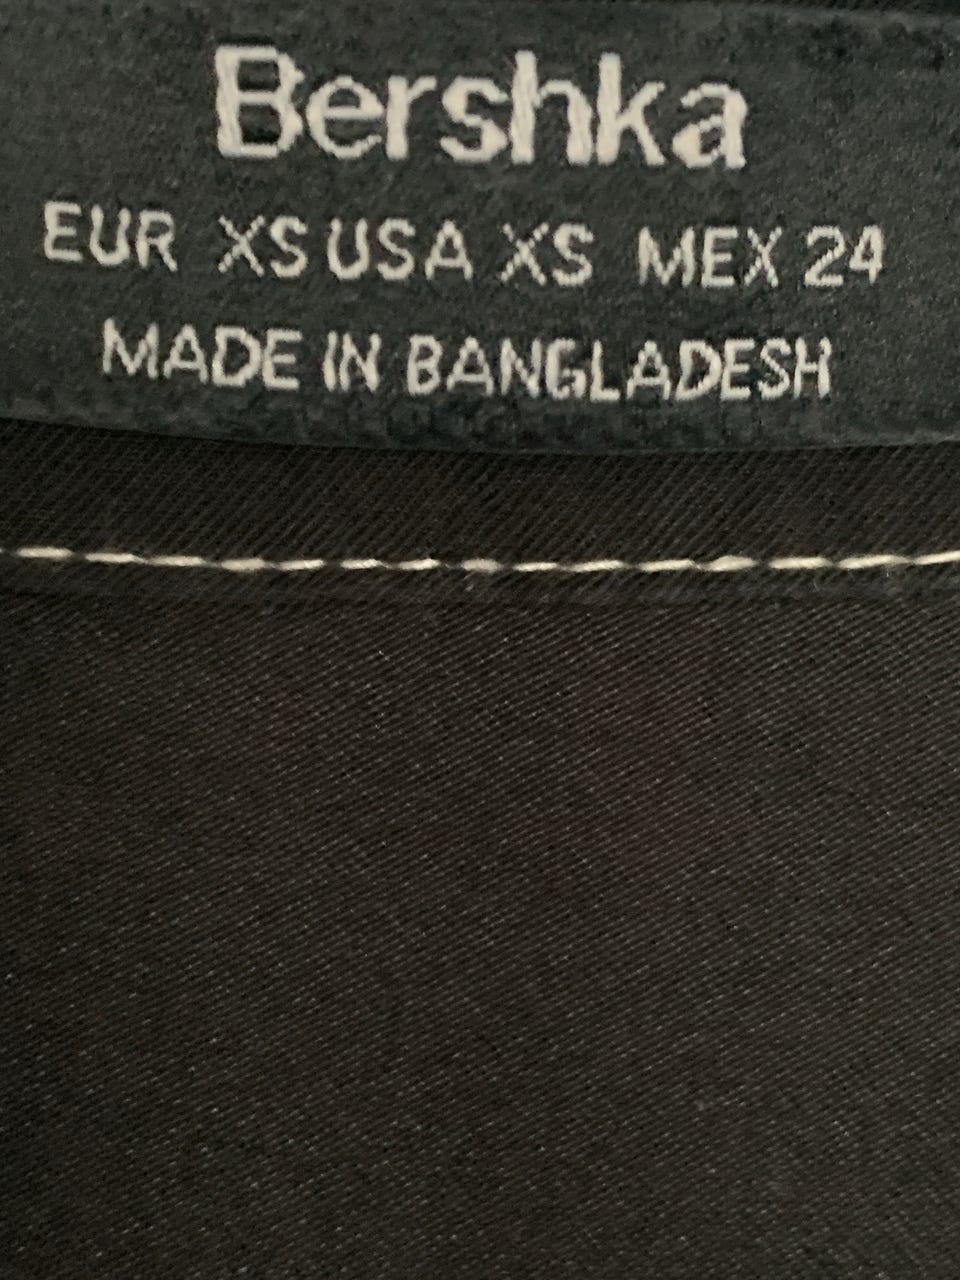 Bershka
EUR XS USA XS MEX 24
MADE IN BANGLADESH